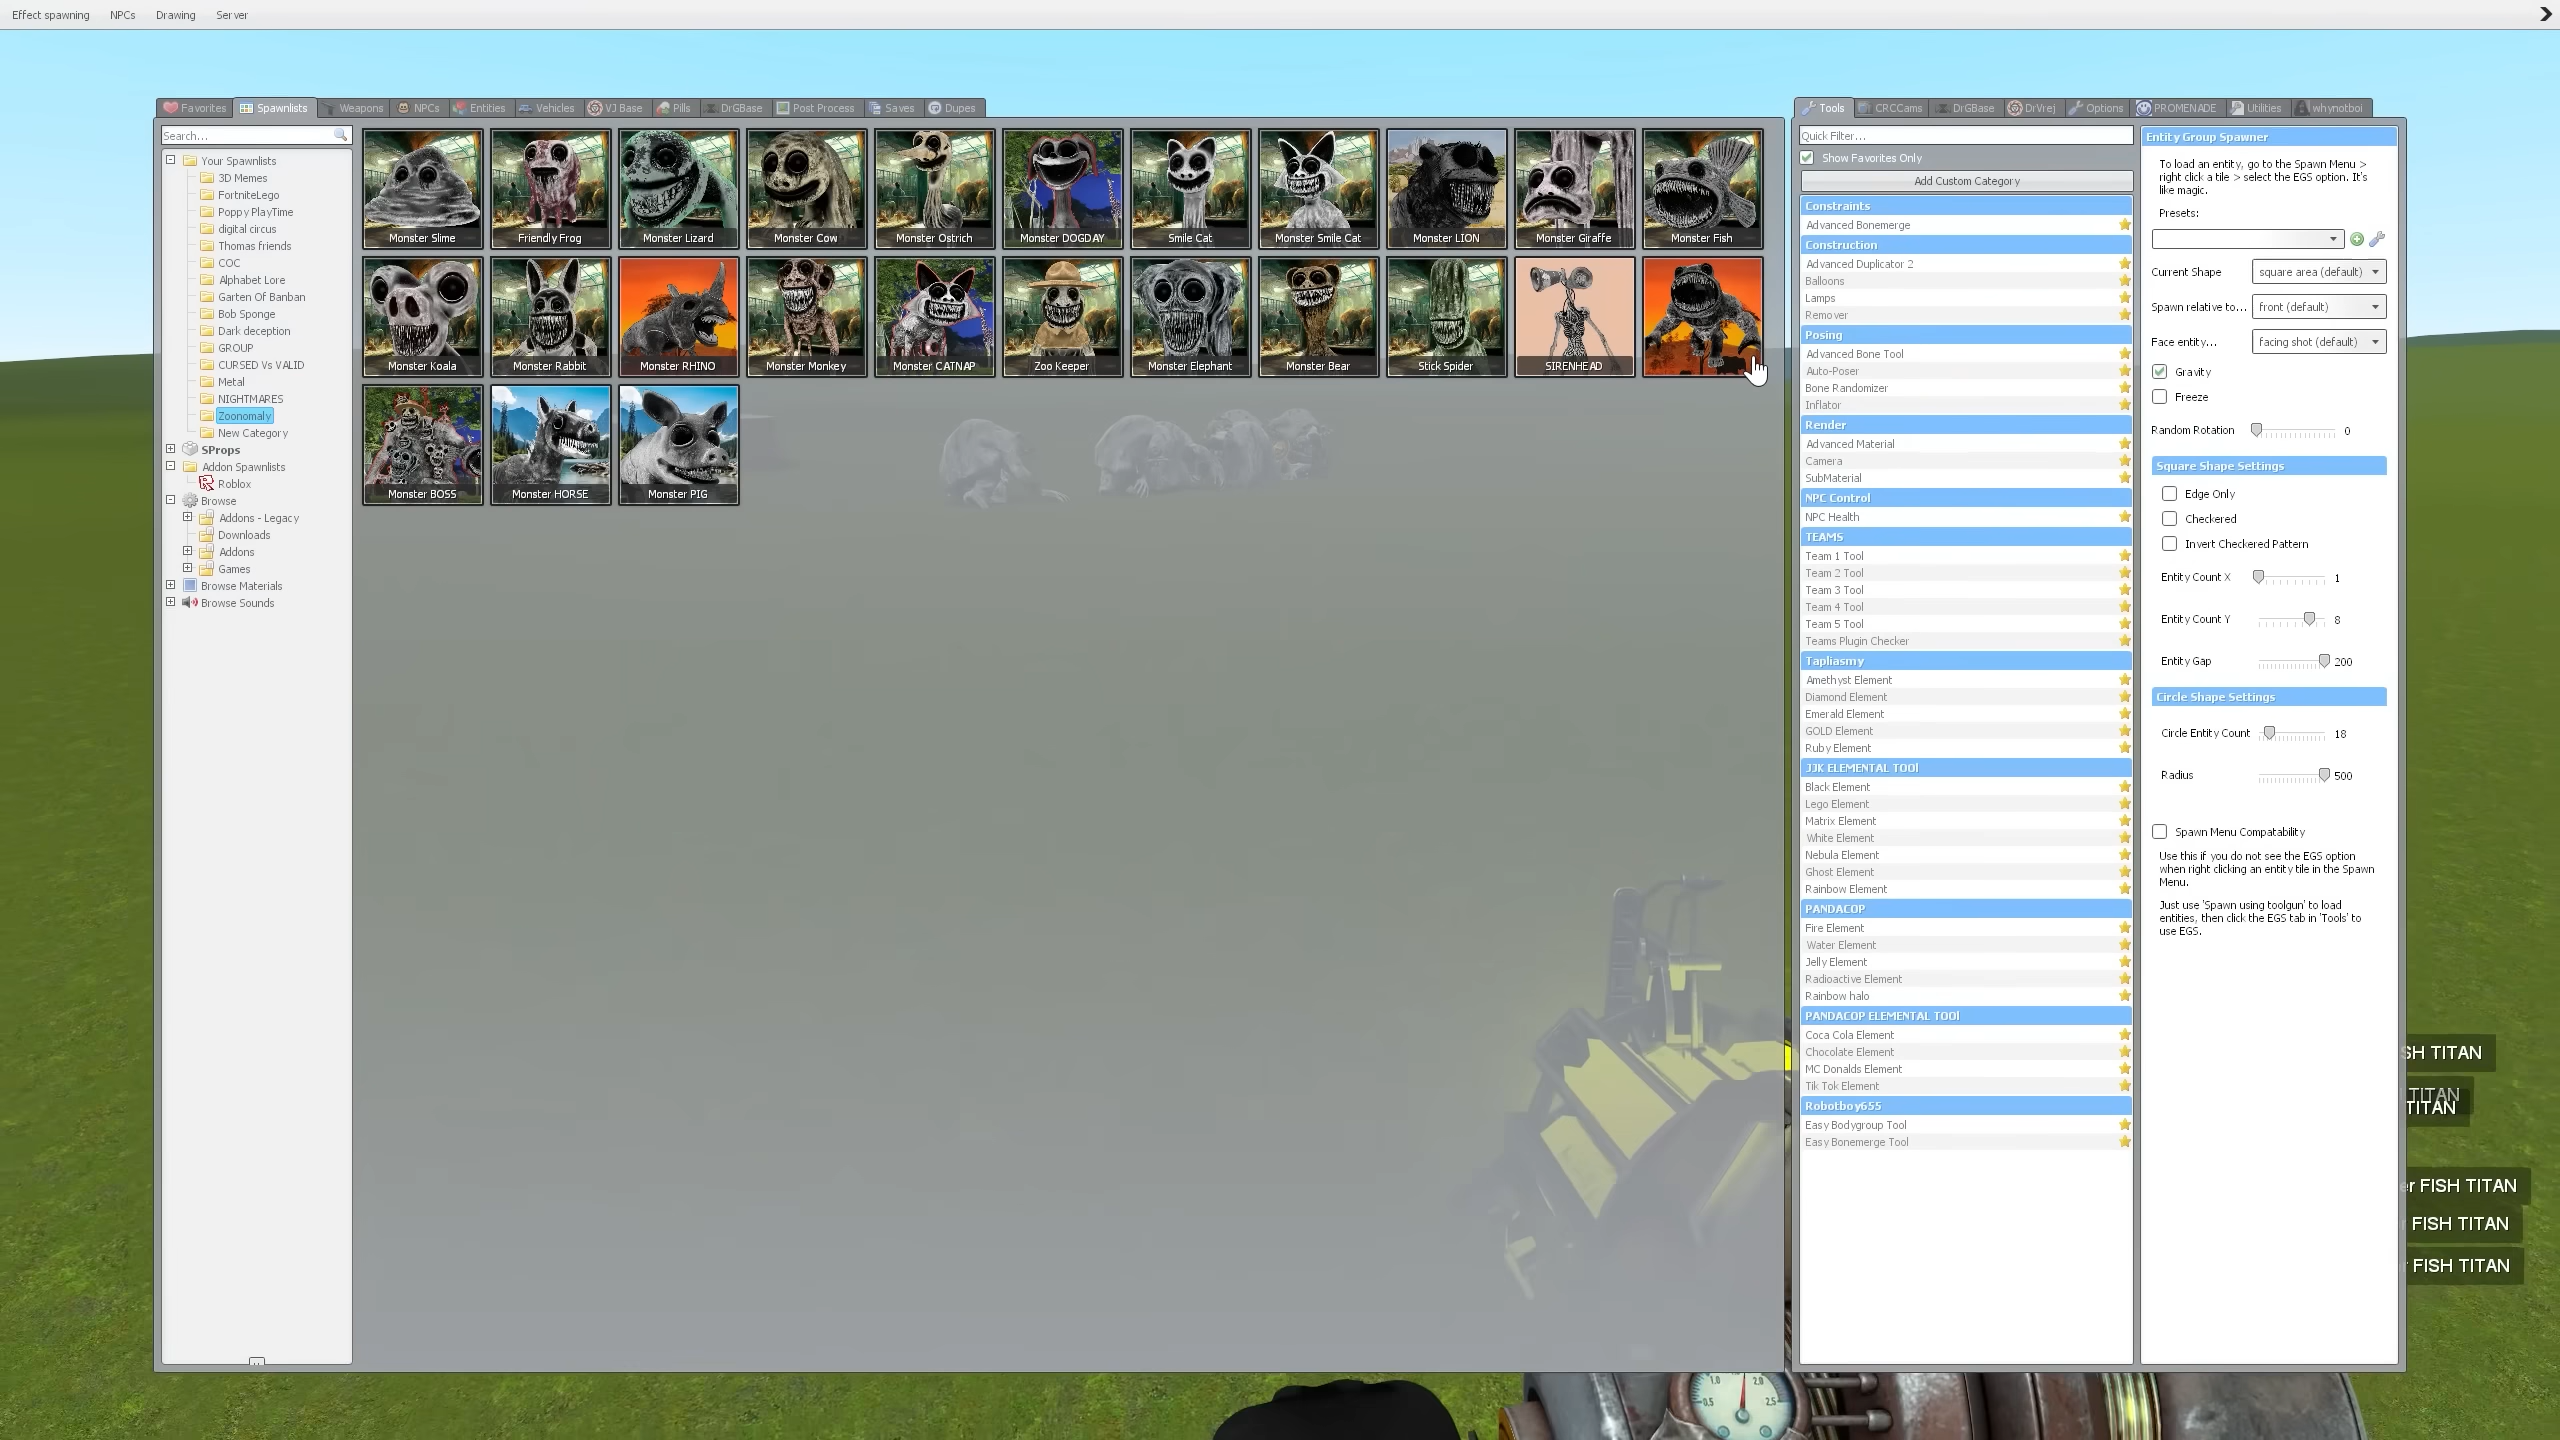 Effect spawning NPCs Drawing Server
Favorites Spawnlists Weapons NPCs Entities Vehicles VJ Base Pills DrGBase Post Process Saves Dupes
Search...
Your Spawnlists
3D Memes
FortniteLego
Poppy PlayTime
digital circus
Thomas friends
COC
Alphabet Lore
Garten Of Banban
Bob Sponge
Dark deception
GROUP
CURSED Vs VALID
Metal
NIGHTMARES
Zoonomaly
New Category
SProps
Addon Spawnlists
Roblox
Browse
Addons - Legacy
Downloads
Addons
Games
Browse Materials
Browse Sounds
Monster Slime Friendly Frog Monster Lizard Monster Cow Monster Ostrich Monster DOGDAY Smile Cat Monster Smile Cat Monster LION Monster Giraffe Monster Fish
Monster Koala Monster Rabbit Monster RHINO Monster Monkey Monster CATNAP Zoo Keeper Monster Elephant Monster Bear Stick Spider SIRENHEAD
Monster BOSS Monster HORSE Monster PIG
Tools CRCCams DrGBase DrVrej Options PROMENADE Utilities whynotboi
Quick Filter...
Show Favorites Only
Add Custom Category
Constraints
Advanced Bonemerge
Construction
Advanced Duplicator 2
Balloons
Lamps
Remover
Posing
Advanced Bone Tool
Auto-Poser
Bone Randomizer
Inflator
Render
Advanced Material
Camera
SubMaterial
NPC Control
NPC Health
TEAMS
Team 1 Tool
Team 2 Tool
Team 3 Tool
Team 4 Tool
Team 5 Tool
Teams Plugin Checker
Tapliasmy
Amethyst Element
Diamond Element
Emerald Element
GOLD Element
Ruby Element
JJK ELEMENTAL TOOl
Black Element
Lego Element
Matrix Element
White Element
Nebula Element
Ghost Element
Rainbow Element
PANDACOP
Fire Element
Water Element
Jelly Element
Radioactive Element
Rainbow halo
PANDACOP ELEMENTAL TOOl
Coca Cola Element
Chocolate Element
MC Donalds Element
Tik Tok Element
Robotboy655
Easy Bodygroup Tool
Easy Bonemerge Tool
Entity Group Spawner
To load an entity, go to the Spawn Menu >
right click a tile > select the EGS option. It's
like magic.
Presets:
Current Shape square area (default)
Spawn relative to... front (default)
Face entity... facing shot (default)
Gravity
Freeze
Random Rotation 0
Square Shape Settings
Edge Only
Checkered
Invert Checkered Pattern
Entity Count X 1
Entity Count Y 8
Entity Gap 200
Circle Shape Settings
Circle Entity Count 18
Radius 500
Spawn Menu Compatability
Use this if you do not see the EGS option
when right clicking an entity tile in the Spawn
Menu.
Just use 'Spawn using toolgun' to load
entities, then click the EGS tab in 'Tools' to
use EGS.
SH TITAN
TITAN
TITAN
er FISH TITAN
r FISH TITAN
r FISH TITAN
0.5 1.0 2.0 2.5